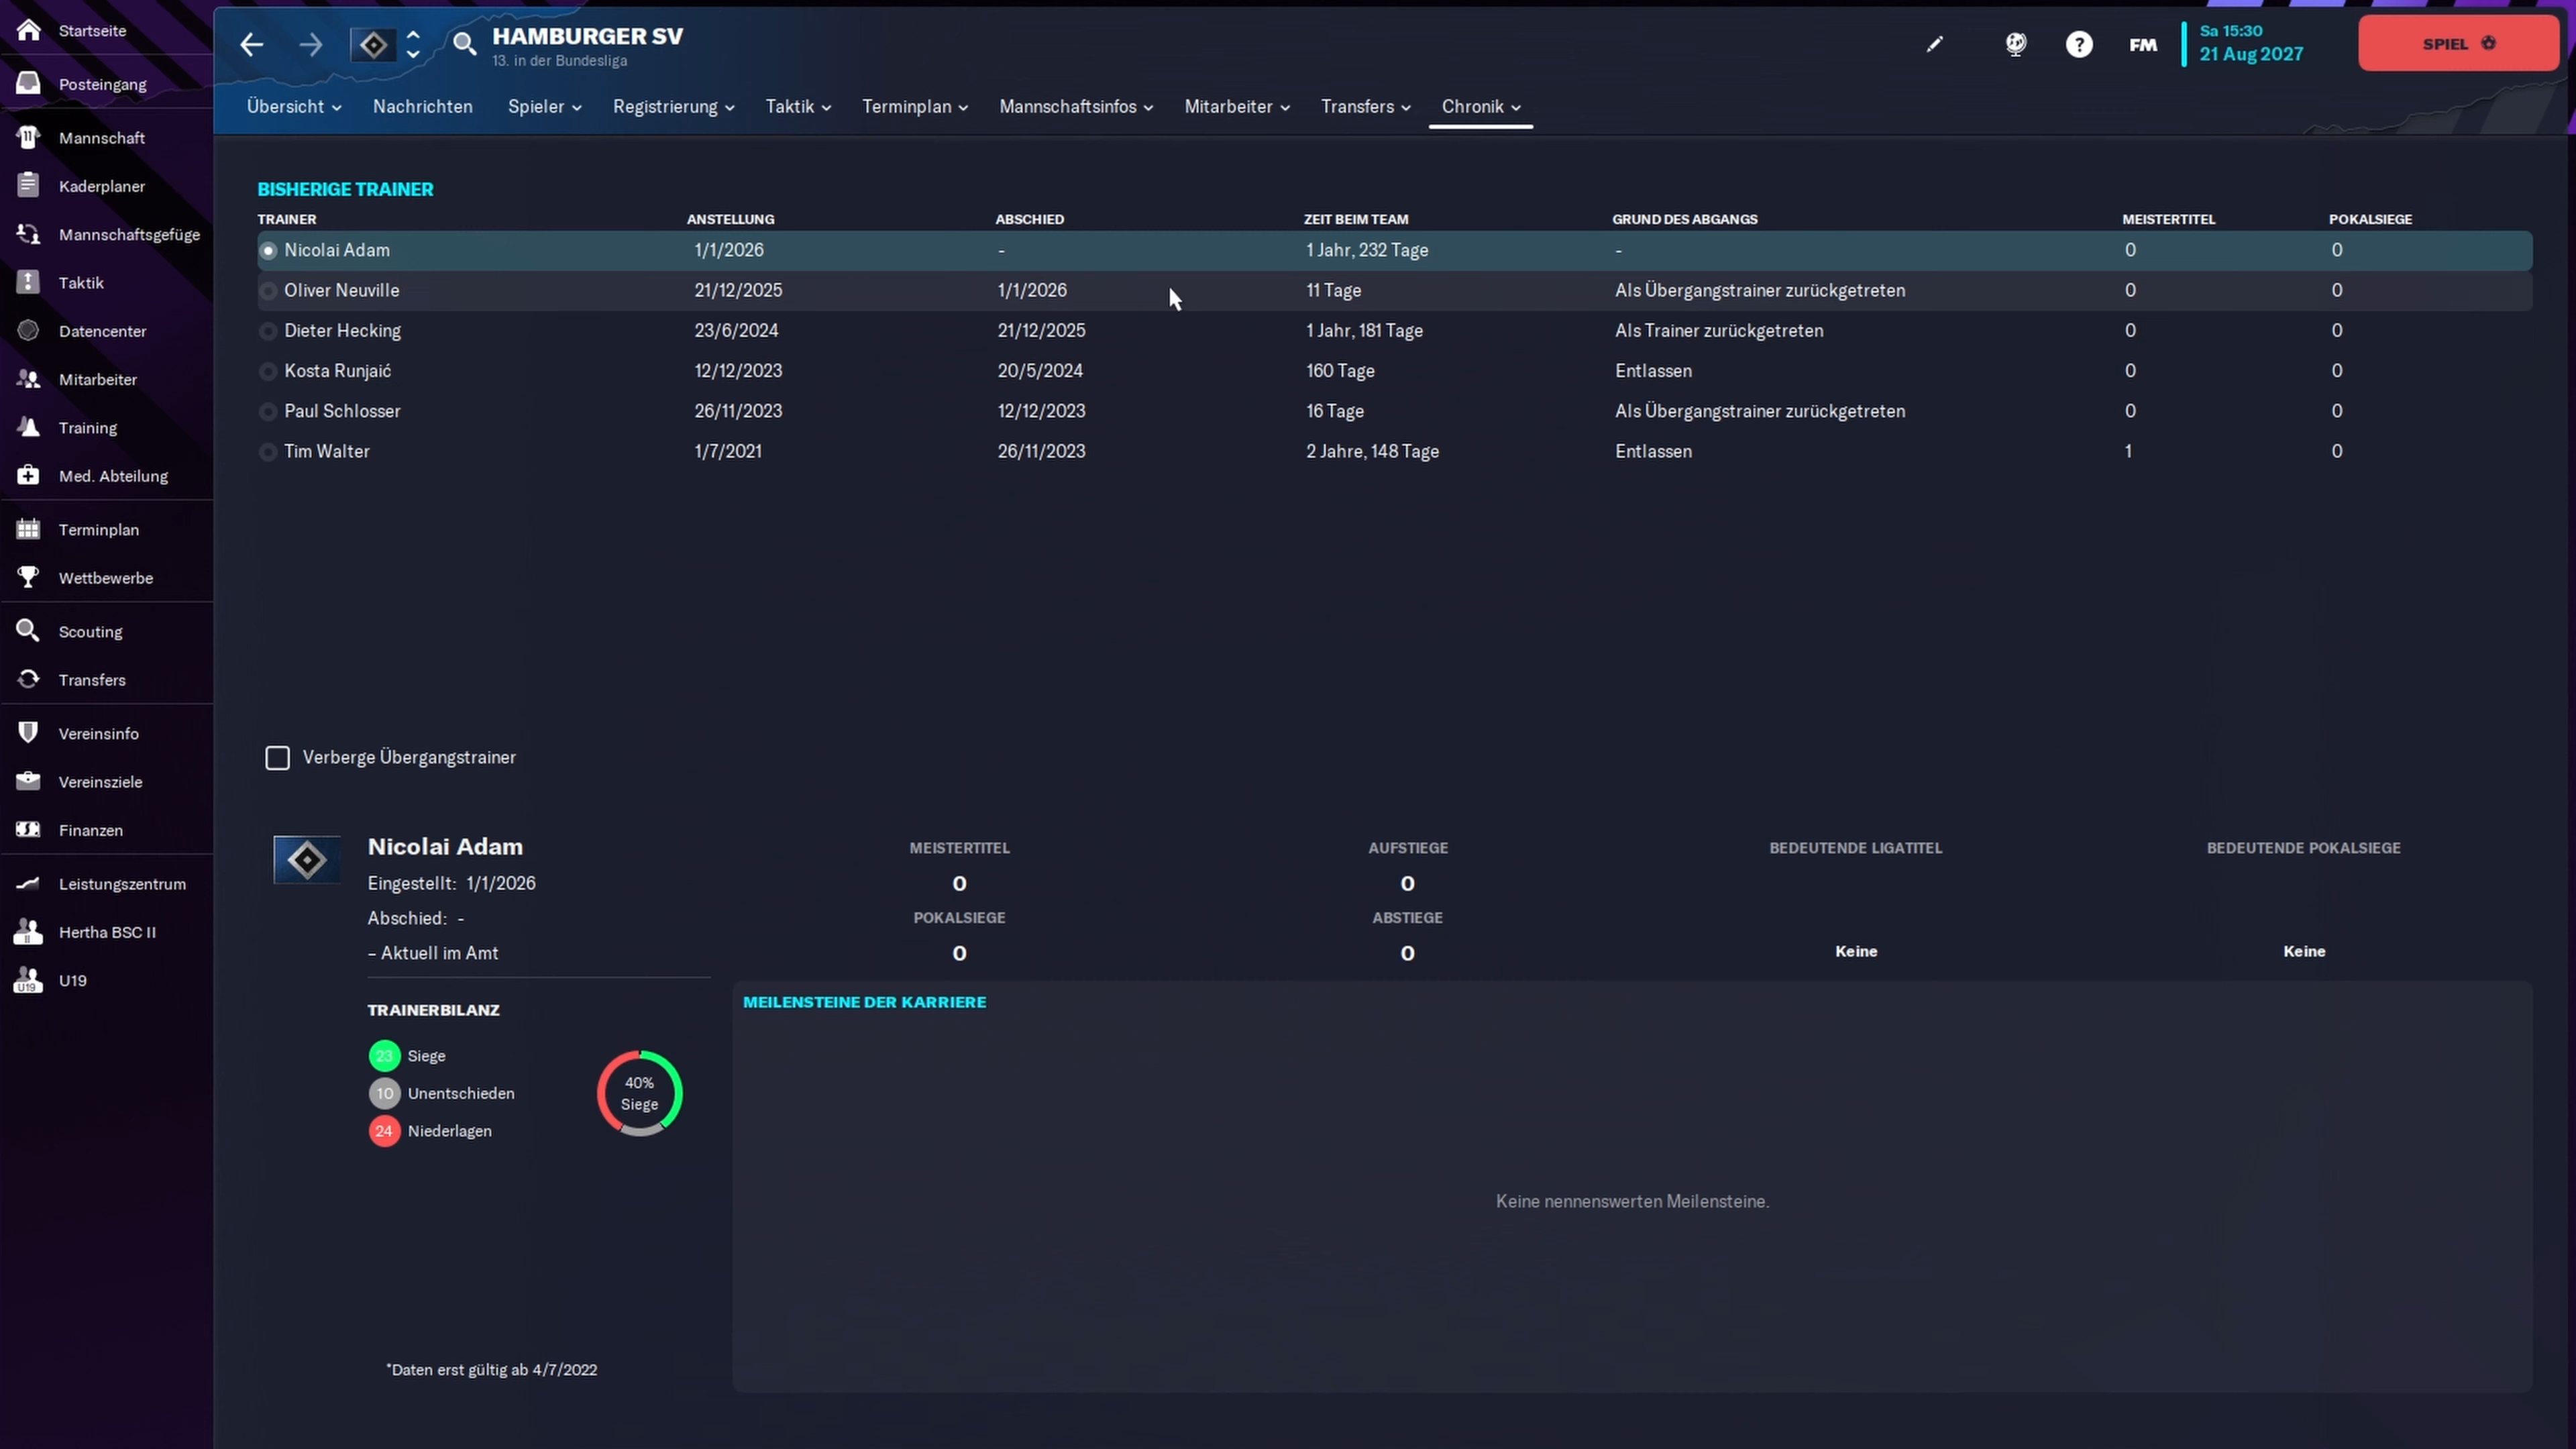 Startseite
Posteingang
Mannschaft
Kaderplaner
Mannschaftsgefüge
Taktik
Datencenter
Mitarbeiter
Training
Med. Abteilung
Terminplan
Wettbewerbe
Scouting
Transfers
Vereinsinfo
Vereinsziele
Finanzen
Leistungszentrum
Hertha BSC II
U19
HAMBURGER SV
13. in der Bundesliga
FM
Sa 15:30
21 Aug 2027
SPIEL
Übersicht Nachrichten Spieler Registrierung Taktik Terminplan Mannschaftsinfos Mitarbeiter Transfers Chronik
BISHERIGE TRAINER
TRAINER ANSTELLUNG ABSCHIED ZEIT BEIM TEAM GRUND DES ABGANGS MEISTERTITEL POKALSIEGE
Nicolai Adam 1/1/2026 - 1 Jahr, 232 Tage - 0 0
Oliver Neuville 21/12/2025 1/1/2026 11 Tage Als Übergangstrainer zurückgetreten 0 0
Dieter Hecking 23/6/2024 21/12/2025 1 Jahr, 181 Tage Als Trainer zurückgetreten 0 0
Kosta Runjaić 12/12/2023 20/5/2024 160 Tage Entlassen 0 0
Paul Schlosser 26/11/2023 12/12/2023 16 Tage Als Übergangstrainer zurückgetreten 0 0
Tim Walter 1/7/2021 26/11/2023 2 Jahre, 148 Tage Entlassen 1 0
Verberge Übergangstrainer
Nicolai Adam
Eingestellt: 1/1/2026
Abschied: -
- Aktuell im Amt
MEISTERTITEL AUFSTIEGE BEDEUTENDE LIGATITEL BEDEUTENDE POKALSIEGE
0 0
POKALSIEGE ABSTIEGE
0 0 Keine Keine
TRAINERBILANZ
23 Siege
10 Unentschieden
24 Niederlagen
40%
Siege
*Daten erst gültig ab 4/7/2022
MEILENSTEINE DER KARRIERE
Keine nennenswerten Meilensteine.